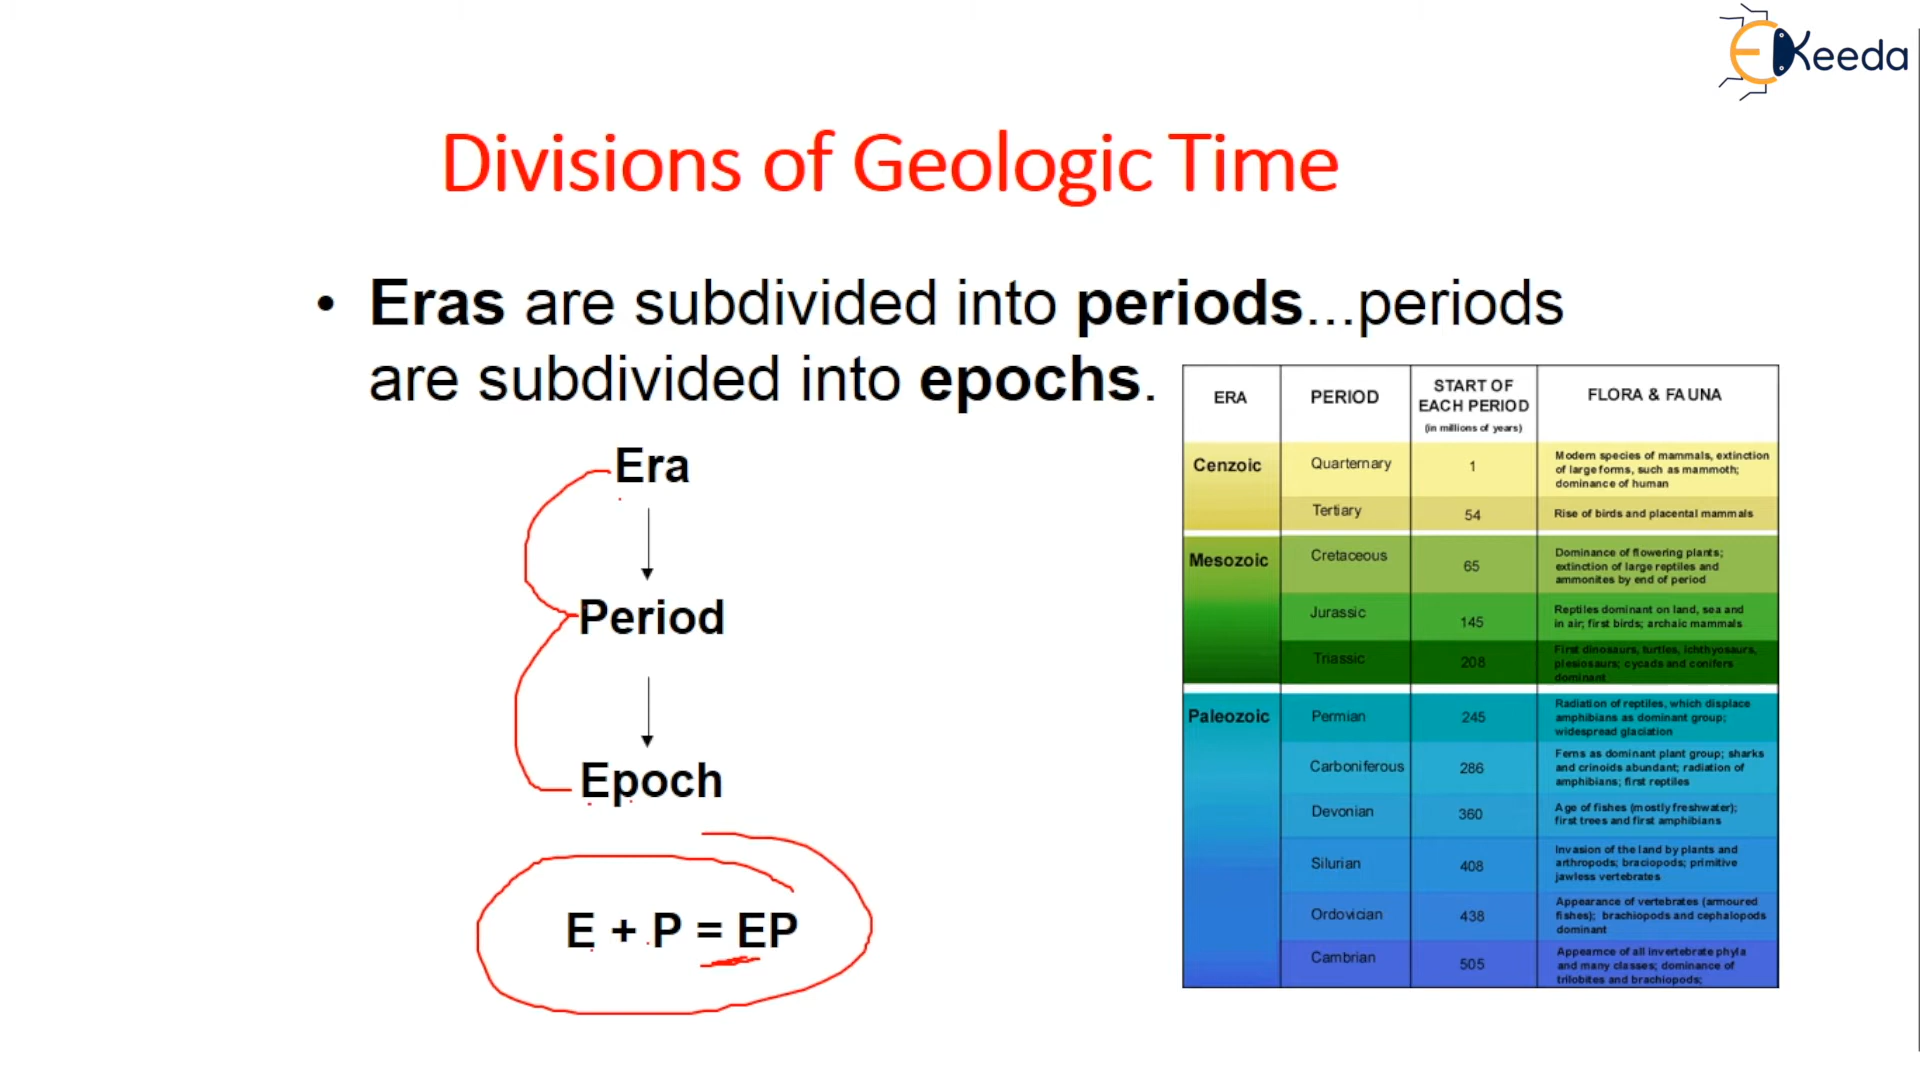 EKeeda
Divisions of Geologic Time
• Eras are subdivided into periods...periods
are subdivided into epochs.
Era
Period
Epoch
E + P = EP
ERA PERIOD START OF EACH PERIOD (in millions of years) FLORA & FAUNA
Cenzoic Quarternary 1 Modern species of mammals, extinction
of large forms, such as mammoth;
dominance of human
Tertiary 54 Rise of birds and placental mammals
Mesozoic Cretaceous 65 Dominance of flowering plants;
extinction of large reptiles and
ammonites by end of period
Jurassic 145 Reptiles dominant on land, sea and
in air; first birds; archaic mammals
Triassic 208 First dinosaurs, turtles, ichthyosaurs,
plesiosaurs; cycads and conifers
dominant
Paleozoic Permian 245 Radiation of reptiles, which displace
amphibians as dominant group;
widespread glaciation
Carboniferous 286 Ferns as dominant plant group; sharks
and crinoids abundant; radiation of
amphibians; first reptiles
Devonian 360 Age of fishes (mostly freshwater);
first trees and first amphibians
Silurian 408 Invasion of the land by plants and
arthropods; braciopods; primitive
jawless vertebrates
Ordovician 438 Appearance of vertebrates (armoured
fishes); brachiopods and cephalopods
dominant
Cambrian 505 Appearnce of all invertebrate phyla
and many classes; dominance of
trilobites and brachiopods;